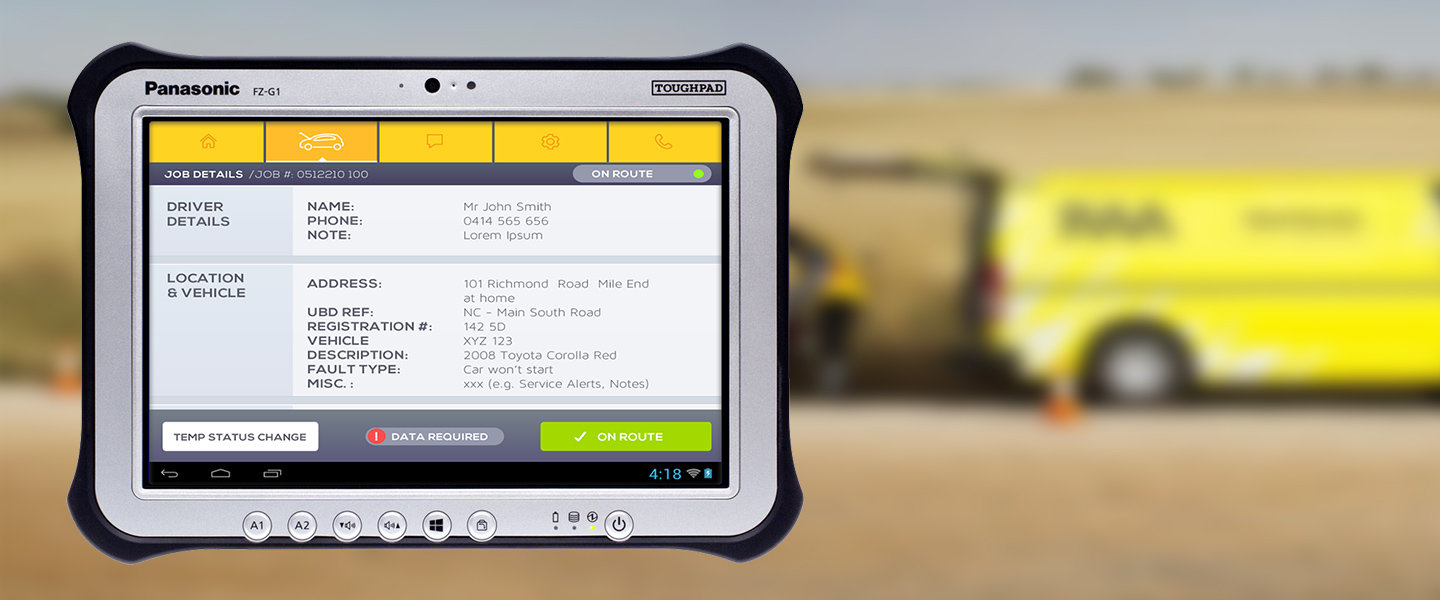 Panasonic FZ-G1 TOUGHPAD
JOB DETAILS /JOB #: 0512210 100 ON ROUTE
DRIVER DETAILS
NAME: Mr John Smith
PHONE: 0414 565 656
NOTE: Lorem Ipsum
LOCATION & VEHICLE
ADDRESS: 101 Richmond Road Mile End
at home
UBD REF: NC - Main South Road
REGISTRATION #: 142 5D
VEHICLE XYZ 123
DESCRIPTION: 2008 Toyota Corolla Red
FAULT TYPE: Car won't start
MISC. : xxx (e.g. Service Alerts, Notes)
TEMP STATUS CHANGE ! DATA REQUIRED ON ROUTE
4:18
A1 A2